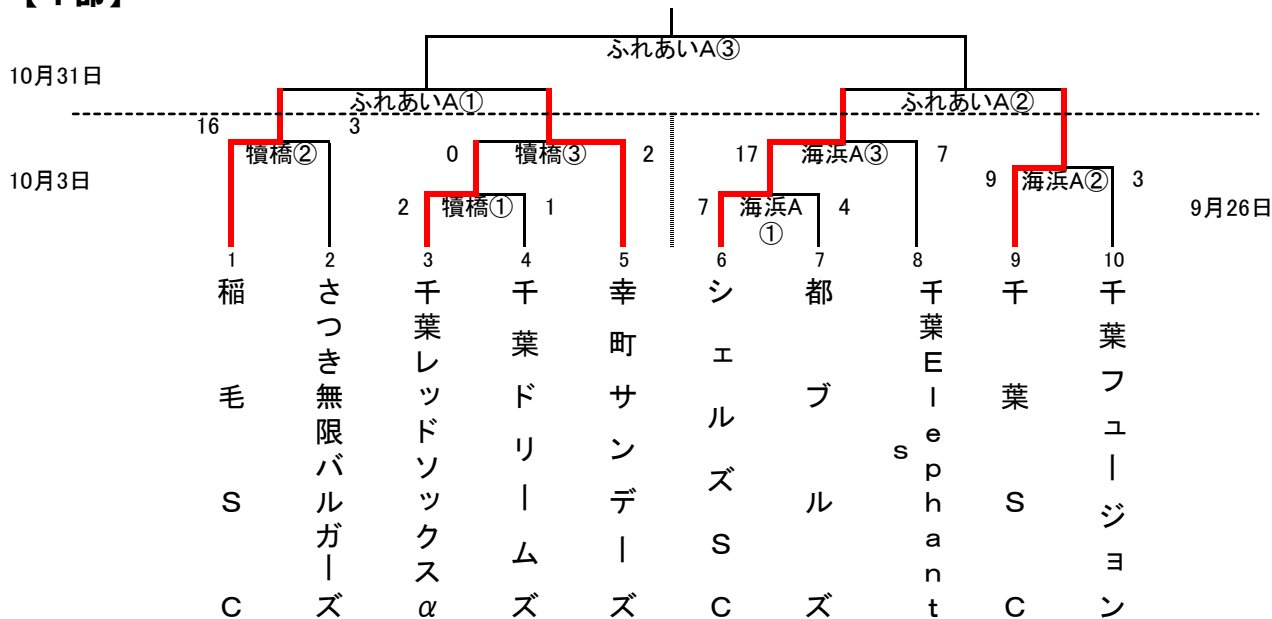 ふれあいA③
10月31日
ふれあいA①
ふれあいA②
16
3
犢橋②
0
犢橋③
2
17
海浜A③
7
10月3日
9
海浜A②
3
2
犢橋①
1
7
海浜A
①
4
9月26日
1
2
3
4
5
6
7
8
9
10
稲毛SC
さつき無限バルガーズ
千葉レッドソックスα
千葉ドリームズ
幸町サンデーズ
シェルズSC
都ブルズ
千葉Elephant
s
千葉SC
千葉フュージョン